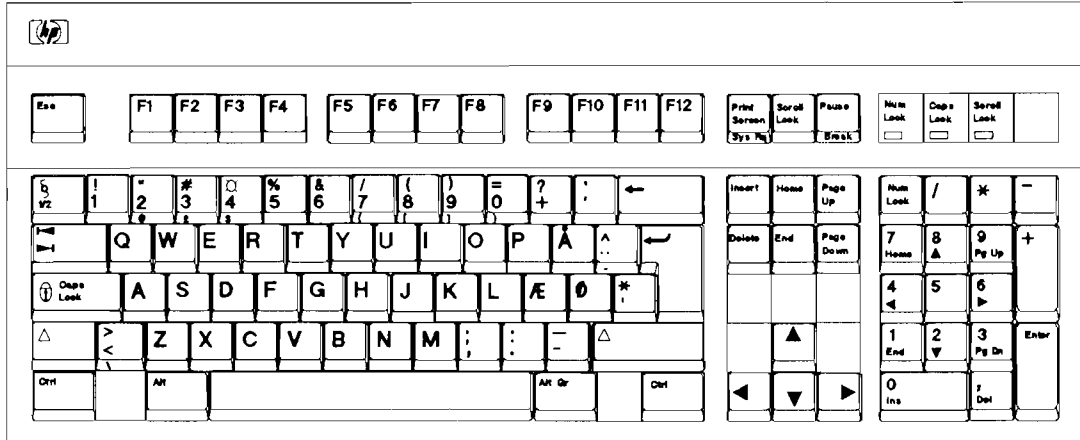 hp
Esc F1 F2 F3 F4 F5 F6 F7 F8 F9 F10 F11 F12 Print Screen Sys Rq Scroll Lock Pause Break Num Lock Caps Lock Scroll Lock
§ 1/2 ! 1 " 2 @ # 3 £ ¤ 4 $ % 5 & 6 / 7 { ( 8 [ ) 9 ] = 0 } ? + Insert Home Page Up Num Lock / * -
Q W E R T Y U I O P Å ^ ¨ ~ Delete End Page Down 7 Home 8 ▲ 9 Pg Up +
Caps Lock A S D F G H J K L Æ Ø * ' 4 ◀ 5 6 ▶
△ > < \ Z X C V B N M ; , : . _ - △ ▲ 1 End 2 ▼ 3 Pg Dn Enter
Ctrl Alt Alt Gr Ctrl ◀ ▼ ▶ 0 Ins , Del